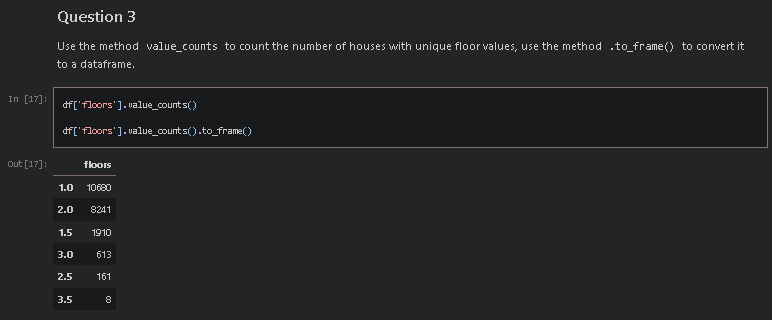 Question 3
Use the method value_counts to count the number of houses with unique floor values, use the method .to_frame() to convert it
to a dataframe.
In [17]:
df['floors'].value_counts()
df['floors'].value_counts().to_frame()
Out[17]:
floors
1.0 10680
2.0 8241
1.5 1910
3.0 613
2.5 161
3.5 8